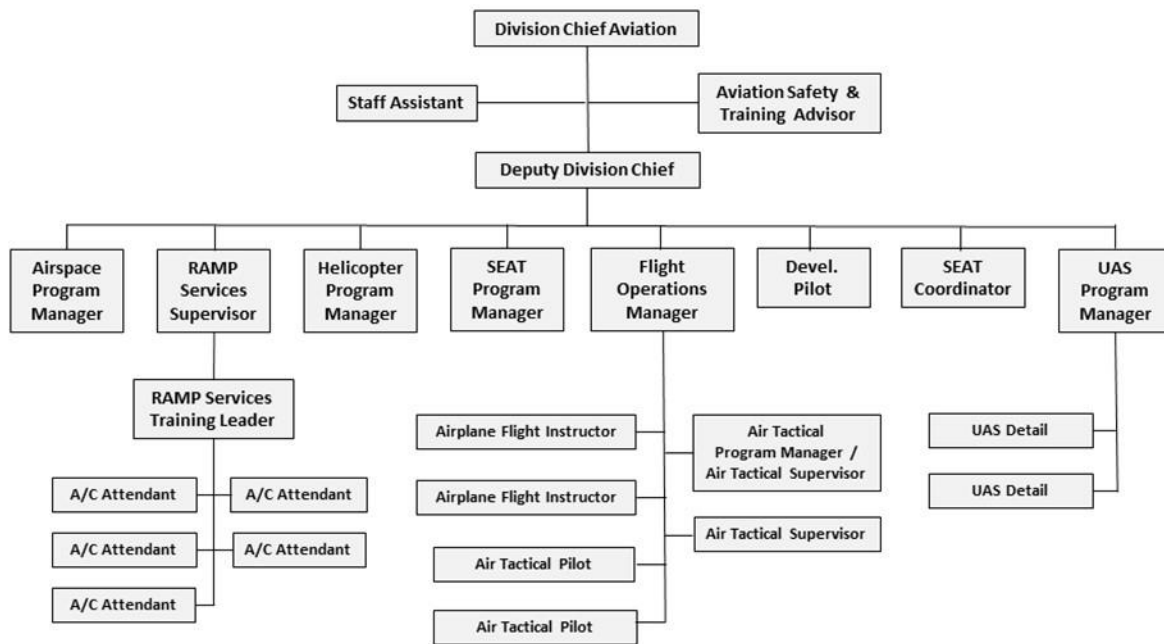 Division Chief Aviation
Staff Assistant
Aviation Safety &
Training Advisor
Deputy Division Chief
Airspace
Program
Manager
RAMP
Services
Supervisor
Helicopter
Program
Manager
SEAT
Program
Manager
Flight
Operations
Manager
Devel.
Pilot
SEAT
Coordinator
UAS
Program
Manager
RAMP Services
Training Leader
A/C Attendant
A/C Attendant
A/C Attendant
A/C Attendant
A/C Attendant
Airplane Flight Instructor
Air Tactical
Program Manager /
Air Tactical Supervisor
Airplane Flight Instructor
Air Tactical Supervisor
Air Tactical Pilot
Air Tactical Pilot
UAS Detail
UAS Detail